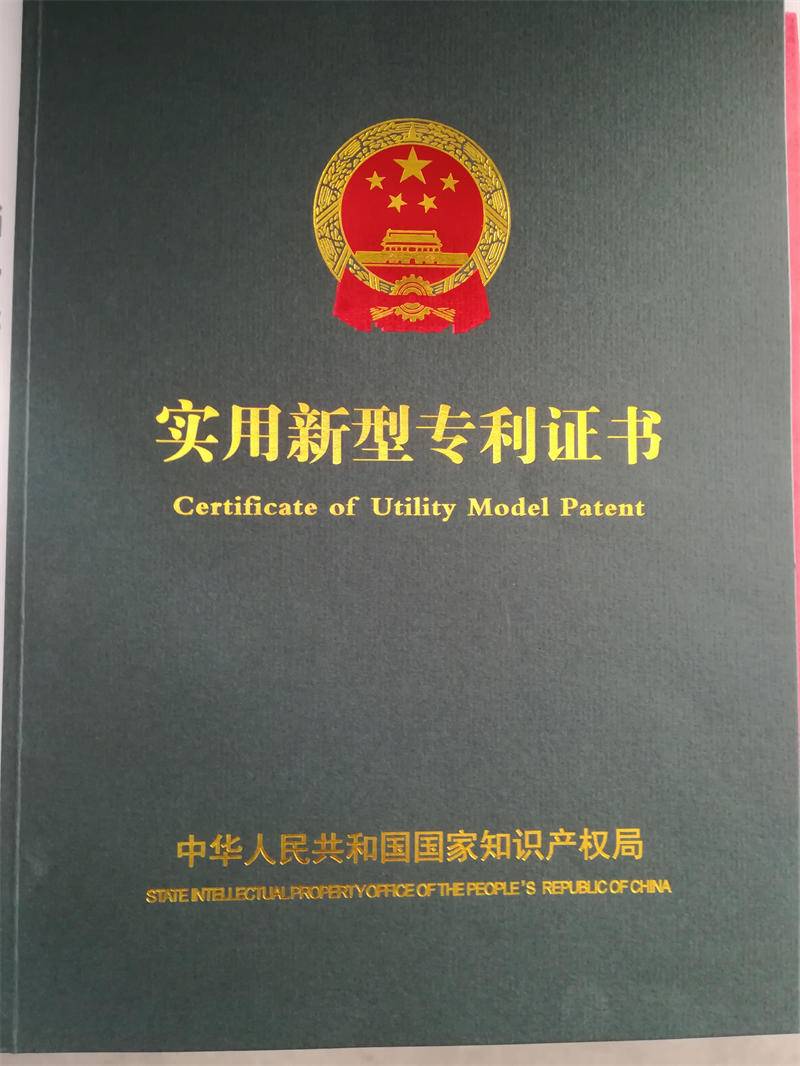 实用新型专利证书
Certificate of Utility Model Patent
中华人民共和国国家知识产权局
STATE INTELLECTUAL PROPERTY OFFICE OF THE PEOPLE'S REPUBLIC OF CHINA